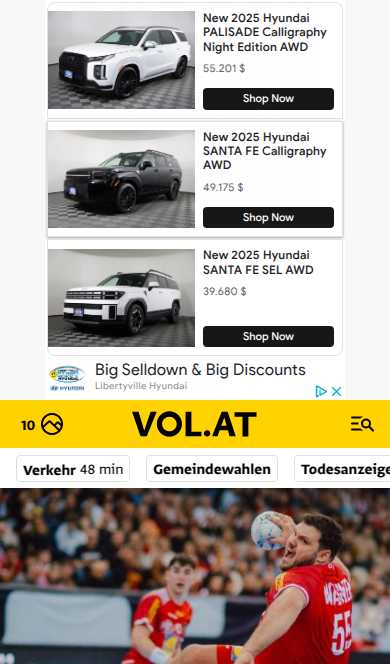 New 2025 Hyundai
PALISADE Calligraphy
Night Edition AWD
55.201 $
Shop Now
New 2025 Hyundai
SANTA FE Calligraphy
AWD
49.175 $
Shop Now
New 2025 Hyundai
SANTA FE SEL AWD
39.680 $
Shop Now
Big Selldown & Big Discounts
HYUNDAI
Libertyville Hyundai
10
VOL.AT
Verkehr 48 min
Gemeindewahlen
Todesanzeige
55